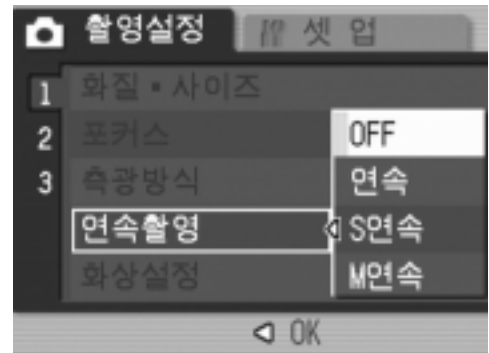 촬영설정 셋 업
1 화질▪사이즈
2 포커스 OFF
3 측광방식 연속
연속촬영 S연속
화상설정 M연속
OK